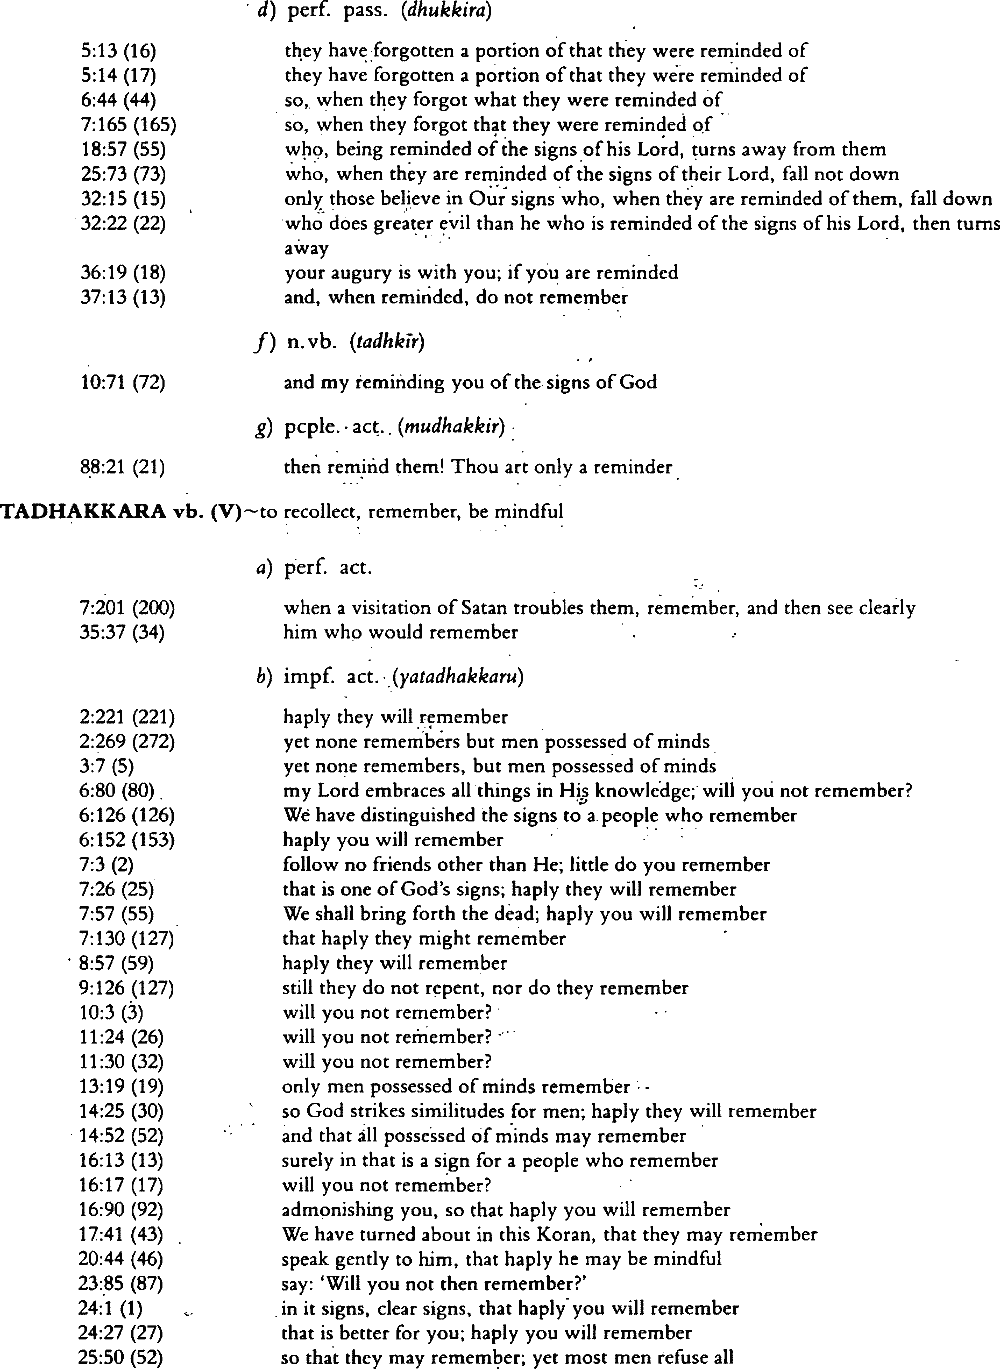 d) perf. pass. (dhukkira)
5:13 (16) they have forgotten a portion of that they were reminded of
5:14 (17) they have forgotten a portion of that they were reminded of
6:44 (44) so, when they forgot what they were reminded of
7:165 (165) so, when they forgot that they were reminded of
18:57 (55) who, being reminded of the signs of his Lord, turns away from them
25:73 (73) who, when they are reminded of the signs of their Lord, fall not down
32:15 (15) only those believe in Our signs who, when they are reminded of them, fall down
32:22 (22) who does greater evil than he who is reminded of the signs of his Lord, then turns
away
36:19 (18) your augury is with you; if you are reminded
37:13 (13) and, when reminded, do not remember
f) n.vb. (tadhkīr)
10:71 (72) and my reminding you of the signs of God
g) pcple. act. (mudhakkir)
88:21 (21) then remind them! Thou art only a reminder
TADHAKKARA vb. (V)~to recollect, remember, be mindful
a) perf. act.
7:201 (200) when a visitation of Satan troubles them, remember, and then see clearly
35:37 (34) him who would remember
b) impf. act. (yatadhakkaru)
2:221 (221) haply they will remember
2:269 (272) yet none remembers but men possessed of minds
3:7 (5) yet none remembers, but men possessed of minds
6:80 (80) my Lord embraces all things in His knowledge; will you not remember?
6:126 (126) We have distinguished the signs to a people who remember
6:152 (153) haply you will remember
7:3 (2) follow no friends other than He; little do you remember
7:26 (25) that is one of God's signs; haply they will remember
7:57 (55) We shall bring forth the dead; haply you will remember
7:130 (127) that haply they might remember
8:57 (59) haply they will remember
9:126 (127) still they do not repent, nor do they remember
10:3 (3) will you not remember?
11:24 (26) will you not remember?
11:30 (32) will you not remember?
13:19 (19) only men possessed of minds remember
14:25 (30) so God strikes similitudes for men; haply they will remember
14:52 (52) and that all possessed of minds may remember
16:13 (13) surely in that is a sign for a people who remember
16:17 (17) will you not remember?
16:90 (92) admonishing you, so that haply you will remember
17:41 (43) We have turned about in this Koran, that they may remember
20:44 (46) speak gently to him, that haply he may be mindful
23:85 (87) say: 'Will you not then remember?'
24:1 (1) in it signs, clear signs, that haply you will remember
24:27 (27) that is better for you; haply you will remember
25:50 (52) so that they may remember; yet most men refuse all